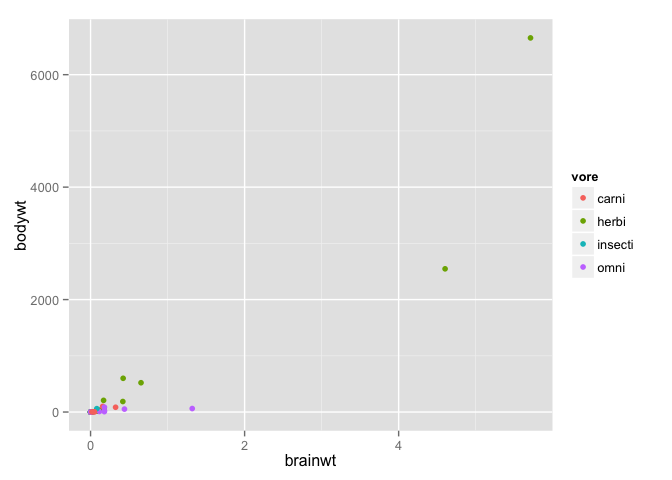 6000
4000
2000
0
bodywt
0 2 4
brainwt
vore
carni
herbi
insecti
omni